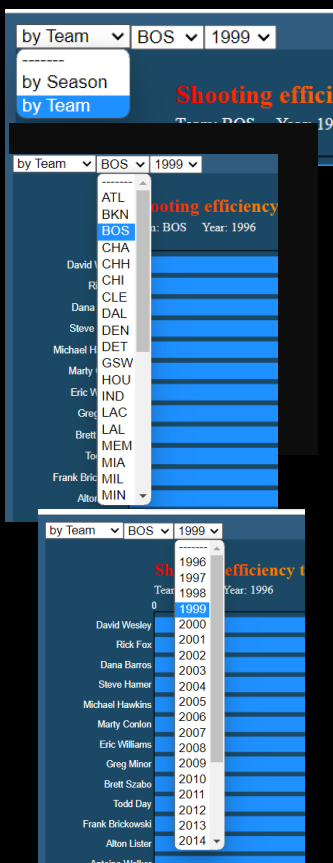 by Team BOS 1999
-------
by Season
by Team
Shooting effici
Team: BOS Year: 19
by Team BOS 1999
-------
ATL
BKN
BOS
CHA
CHH
CHI
CLE
DAL
DEN
DET
GSW
HOU
IND
LAC
LAL
MEM
MIA
MIL
MIN
ooting efficiency
m: BOS Year: 1996
David
Ri
Dana
Steve
Michael H
Marty
Eric W
Greg
Brett
To
Frank Bric
Alton
by Team BOS 1999
-------
1996
1997
1998
1999
2000
2001
2002
2003
2004
2005
2006
2007
2008
2009
2010
2011
2012
2013
2014
Sh efficiency t
Tea Year: 1996
0
David Wesley
Rick Fox
Dana Barros
Steve Hamer
Michael Hawkins
Marty Conlon
Eric Williams
Greg Minor
Brett Szabo
Todd Day
Frank Brickowski
Alton Lister
Antoine Walker